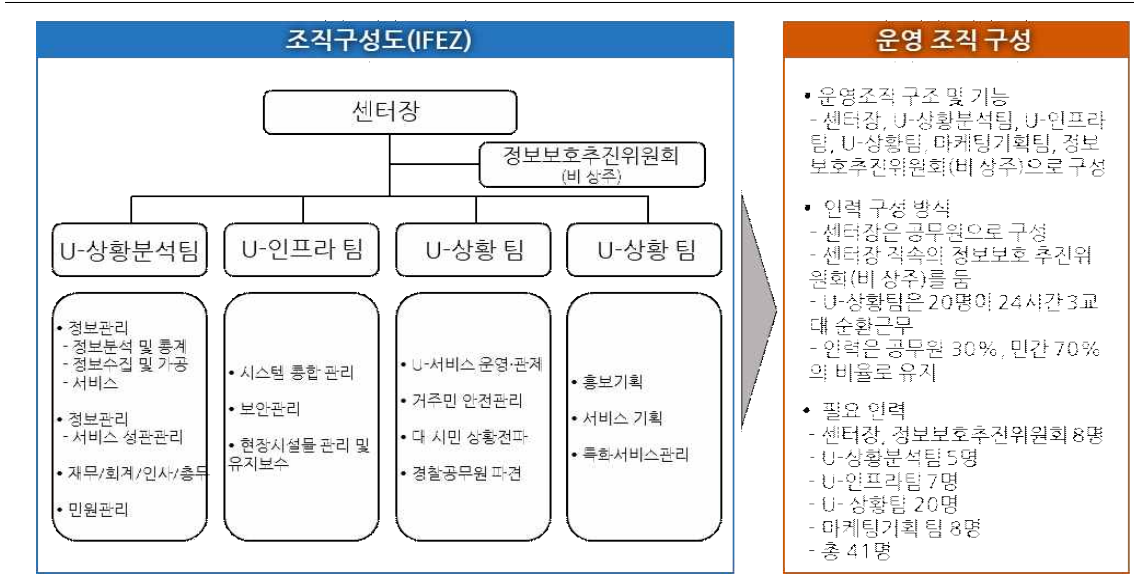 조직구성도(IFEZ)
센터장
정보보호추진위원회
(비 상주)
U-상황분석팀
U-인프라 팀
U-상황 팀
U-상황 팀
• 정보관리
- 정보분석 및 통계
- 정보수집 및 가공
- 서비스
• 정보관리
- 서비스 성관관리
• 재무/회계/인사/총무
• 민원관리
• 시스템 통합 관리
• 보안관리
• 현장시설물 관리 및
유지보수
• U-서비스 운영·관제
• 거주민 안전관리
• 대 시민 상황전파
• 경찰공무원 파견
• 홍보기획
• 서비스 기획
• 특화서비스관리
운영 조직 구성
• 운영조직 구조 및 기능
- 센터장, U-상황분석팀, U-인프라
팀, U-상황팀, 마케팅기획팀, 정보
보호추진위원회(비 상주)으로 구성
• 인력 구성 방식
- 센터장은 공무원으로 구성
- 센터장 직속의 정보보호 추진위
원회(비 상주)를 둠
- U-상황팀은 20명이 24시간 3교
대 순환근무
- 인력은 공무원 30%, 민간 70%
의 비율로 유지
• 필요 인력
- 센터장, 정보보호추진위원회 8명
- U-상황분석팀 5명
- U-인프라팀 7명
- U- 상황팀 20명
- 마케팅기획 팀 8명
- 총 41명